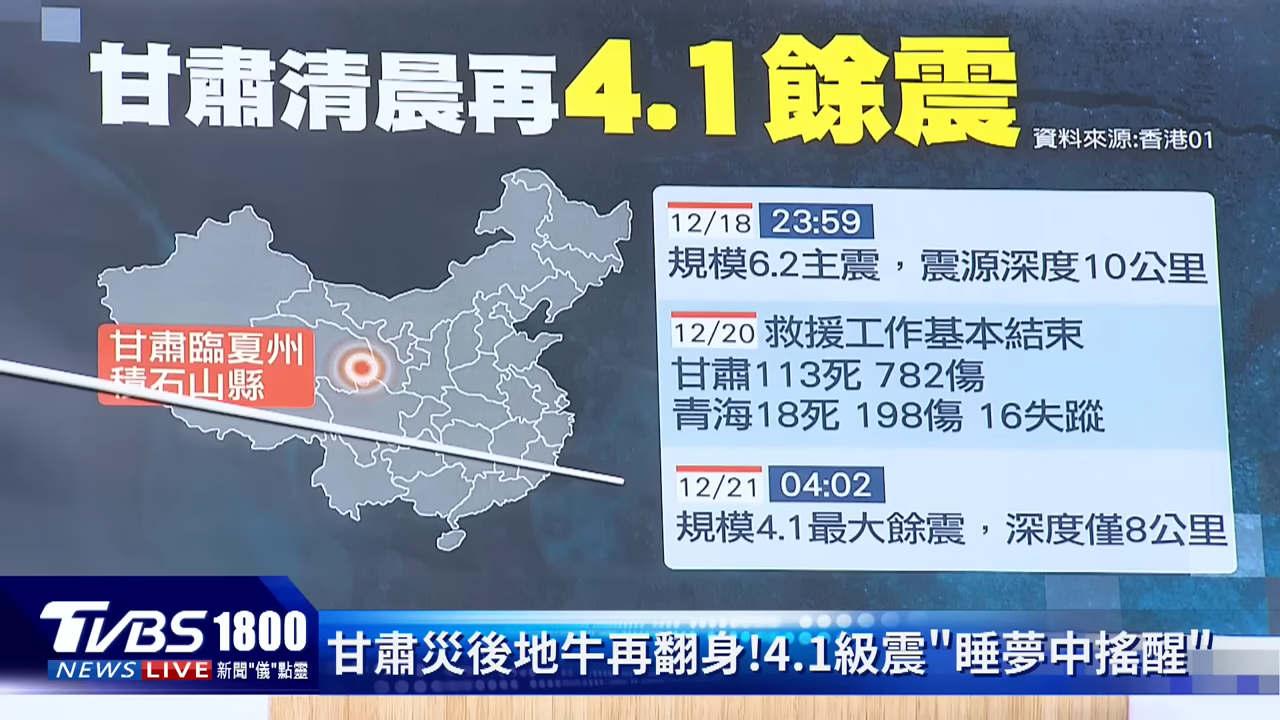 甘肅清晨再4.1餘震
資料來源:香港01
12/18 23:59
規模6.2主震，震源深度10公里
12/20 救援工作基本結束
甘肅113死 782傷
青海18死 198傷 16失蹤
12/21 04:02
規模4.1最大餘震，深度僅8公里
甘肅臨夏州
積石山縣
TVBS 1800
NEWS LIVE 新聞"儀"點靈
甘肅災後地牛再翻身!4.1級震"睡夢中搖醒"